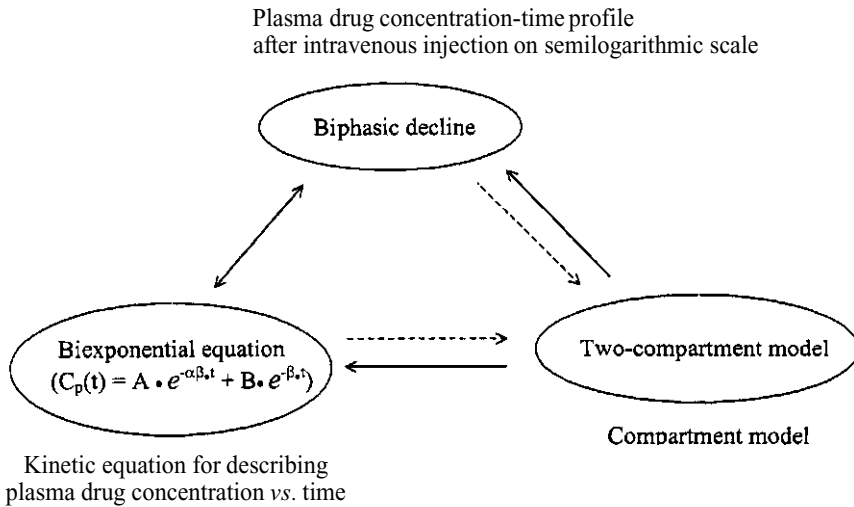 Plasma drug concentration-time profile
after intravenous injection on semilogarithmic scale
Biphasic decline
Biexponential equation
(Cₚ(t) = A • e^-αβ•t + B• e^-β•t)
Two-compartment model
Compartment model
Kinetic equation for describing
plasma drug concentration vs. time